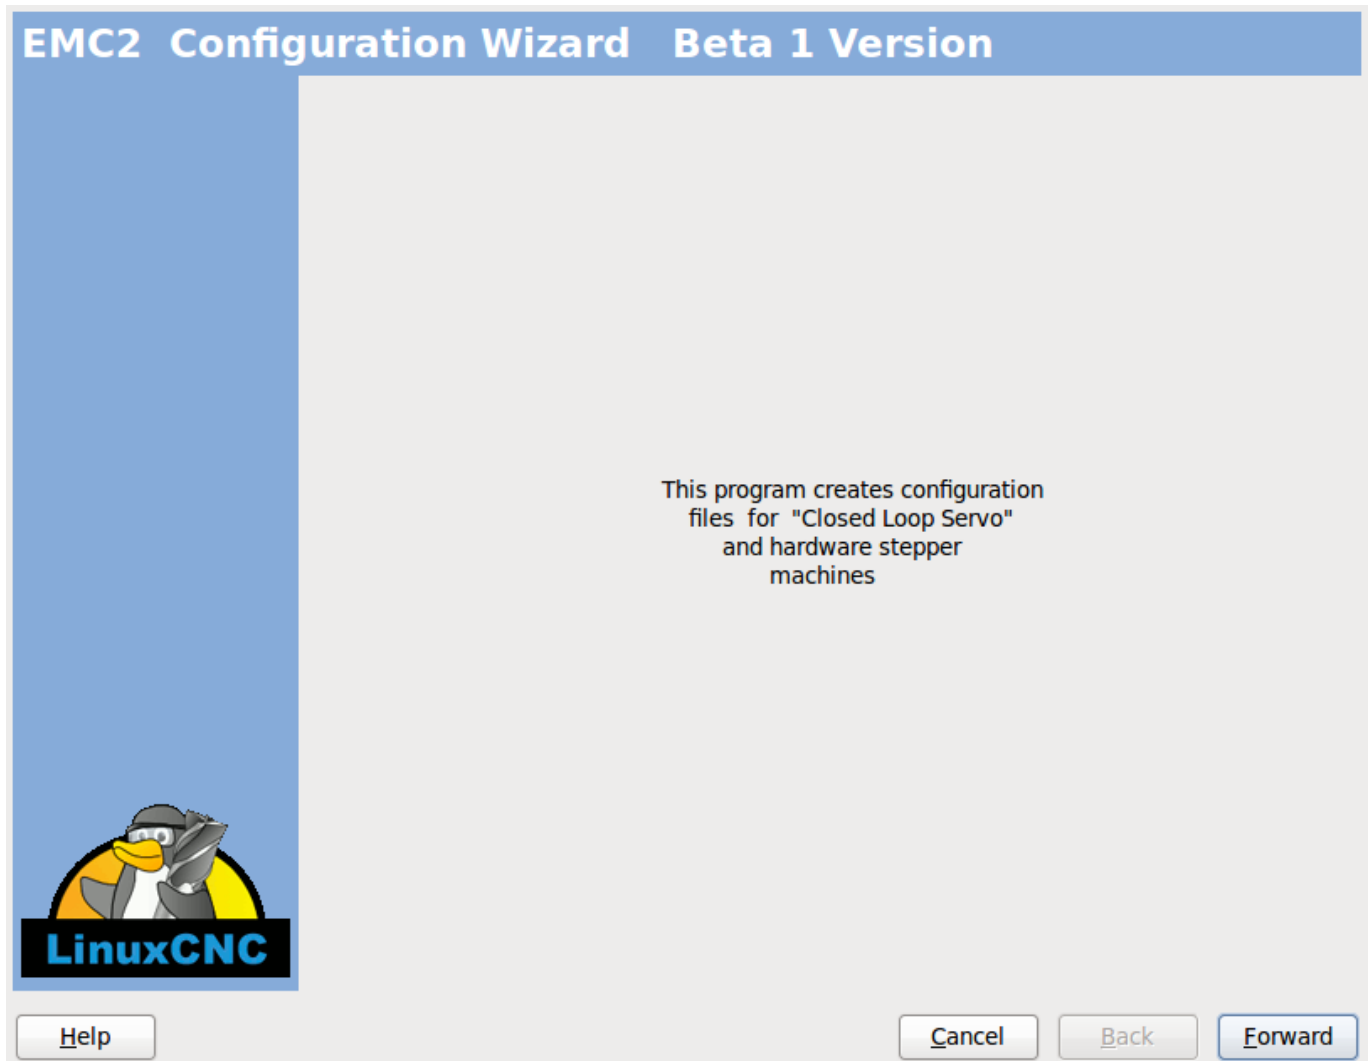 EMC2  Configuration Wizard   Beta 1 Version
This program creates configuration
files  for  "Closed Loop Servo"
and hardware stepper
machines
LinuxCNC
Help
Cancel
Back
Forward